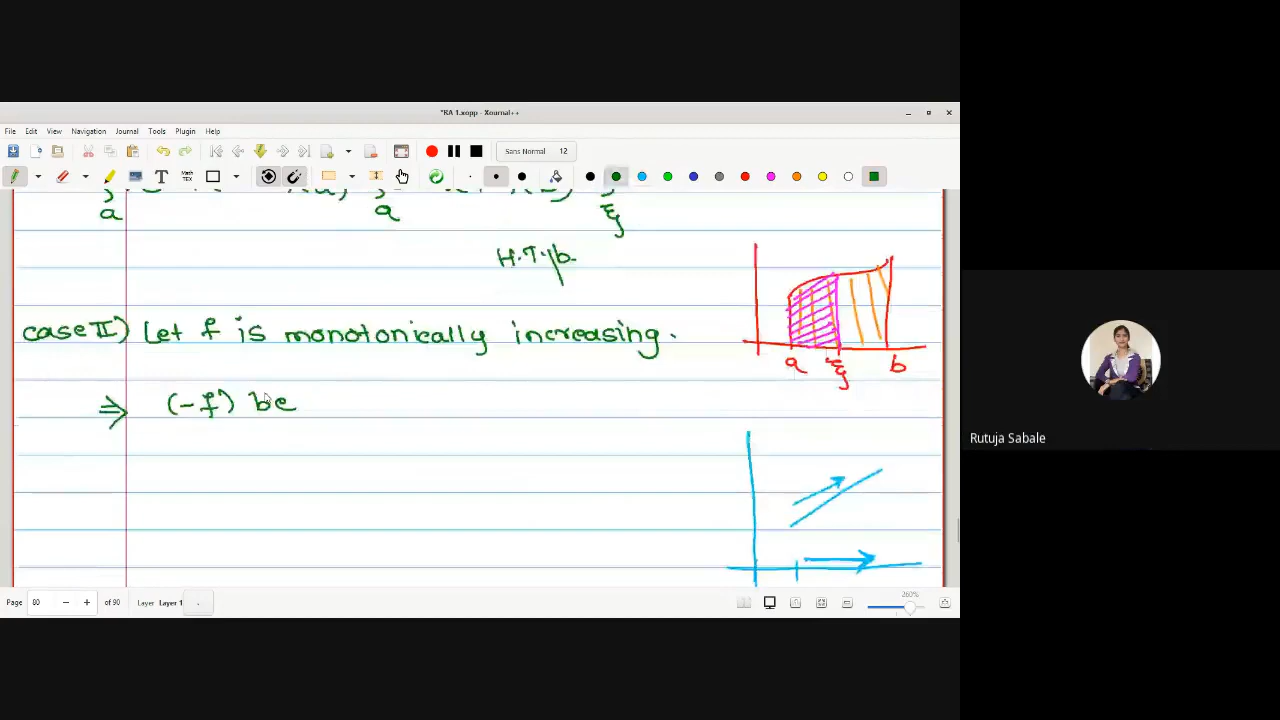 *RA 1.xopp - Xournal++
File Edit View Navigation Journal Tools Plugin Help
Sans Normal 12
a a ξ
H.T.P.
case II) Let f is monotonically increasing.
⇒ (-f) be
a ξ b
Rutuja Sabale
Page 80 of 90 Layer Layer 1
260%